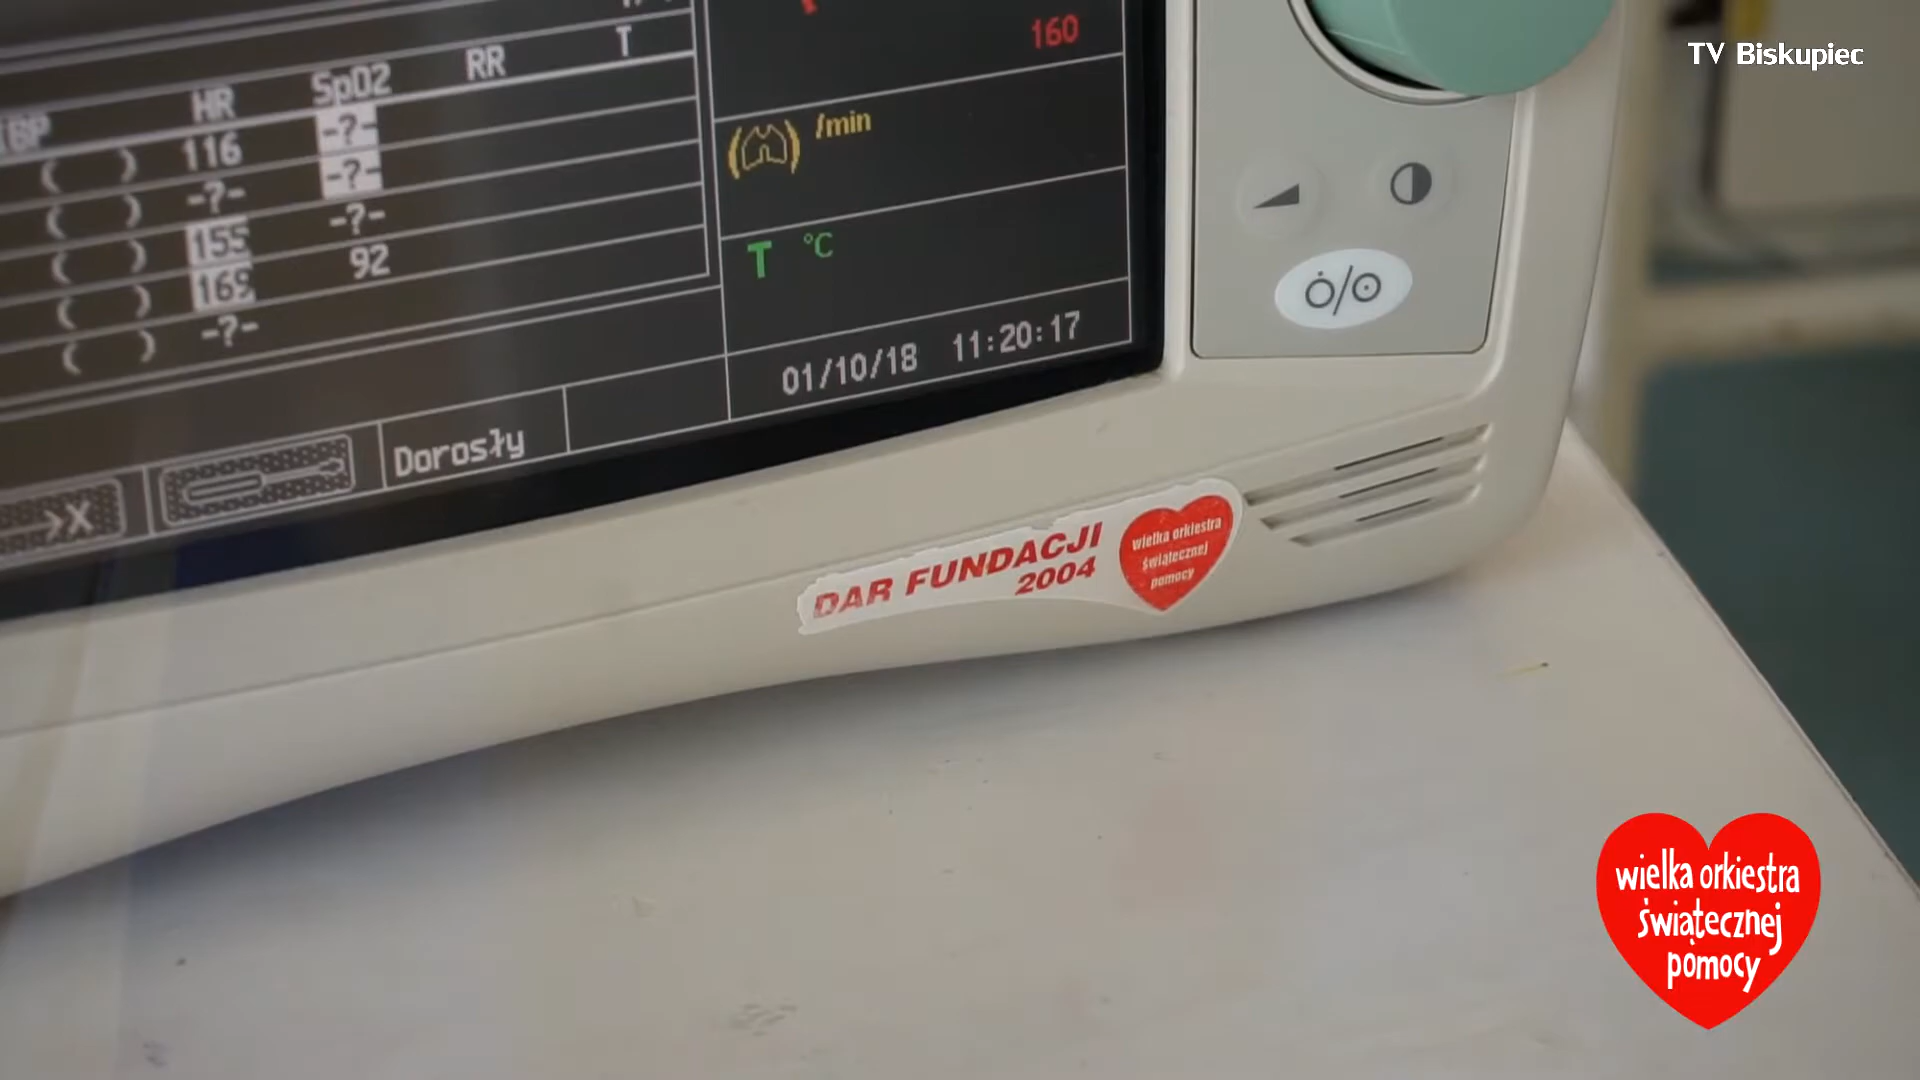 TV Biskupiec
160
HR SpO2 RR T
( ) 116 -?-
( ) -?- -?-
( ) 155 -?-
( ) 169 92
( ) -?-
/min
T °C
01/10/18 11:20:17
Dorosły
->X
DAR FUNDACJI
2004
wielka orkiestra
świątecznej
pomocy
wielka orkiestra
świątecznej
pomocy